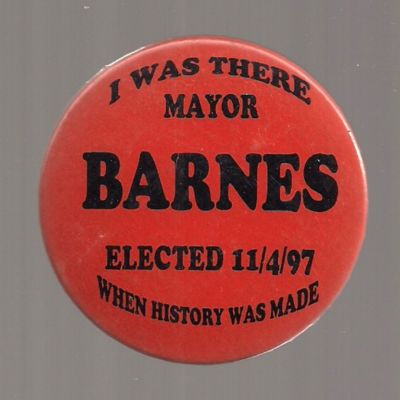 I WAS THERE
MAYOR
BARNES
ELECTED 11/4/97
WHEN HISTORY WAS MADE